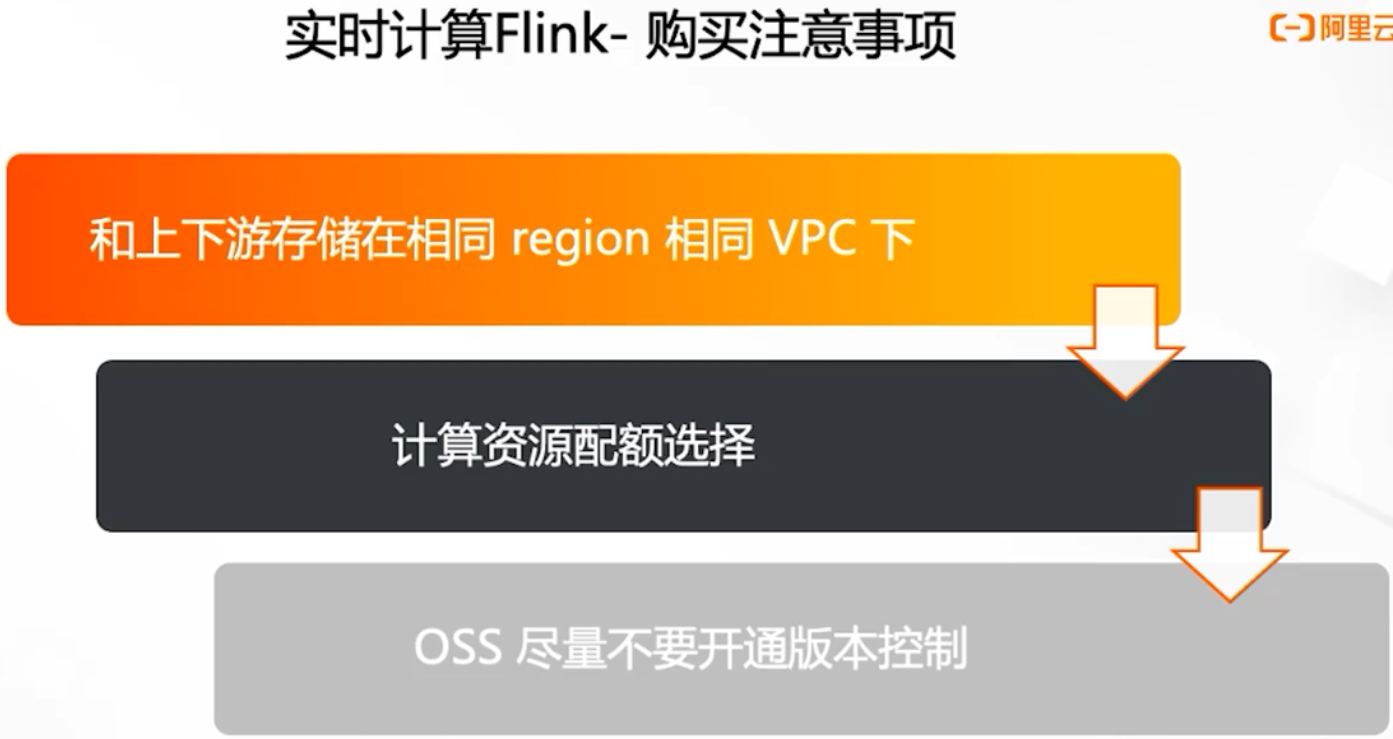 实时计算Flink- 购买注意事项
阿里云
和上下游存储在相同 region 相同 VPC 下
计算资源配额选择
OSS 尽量不要开通版本控制